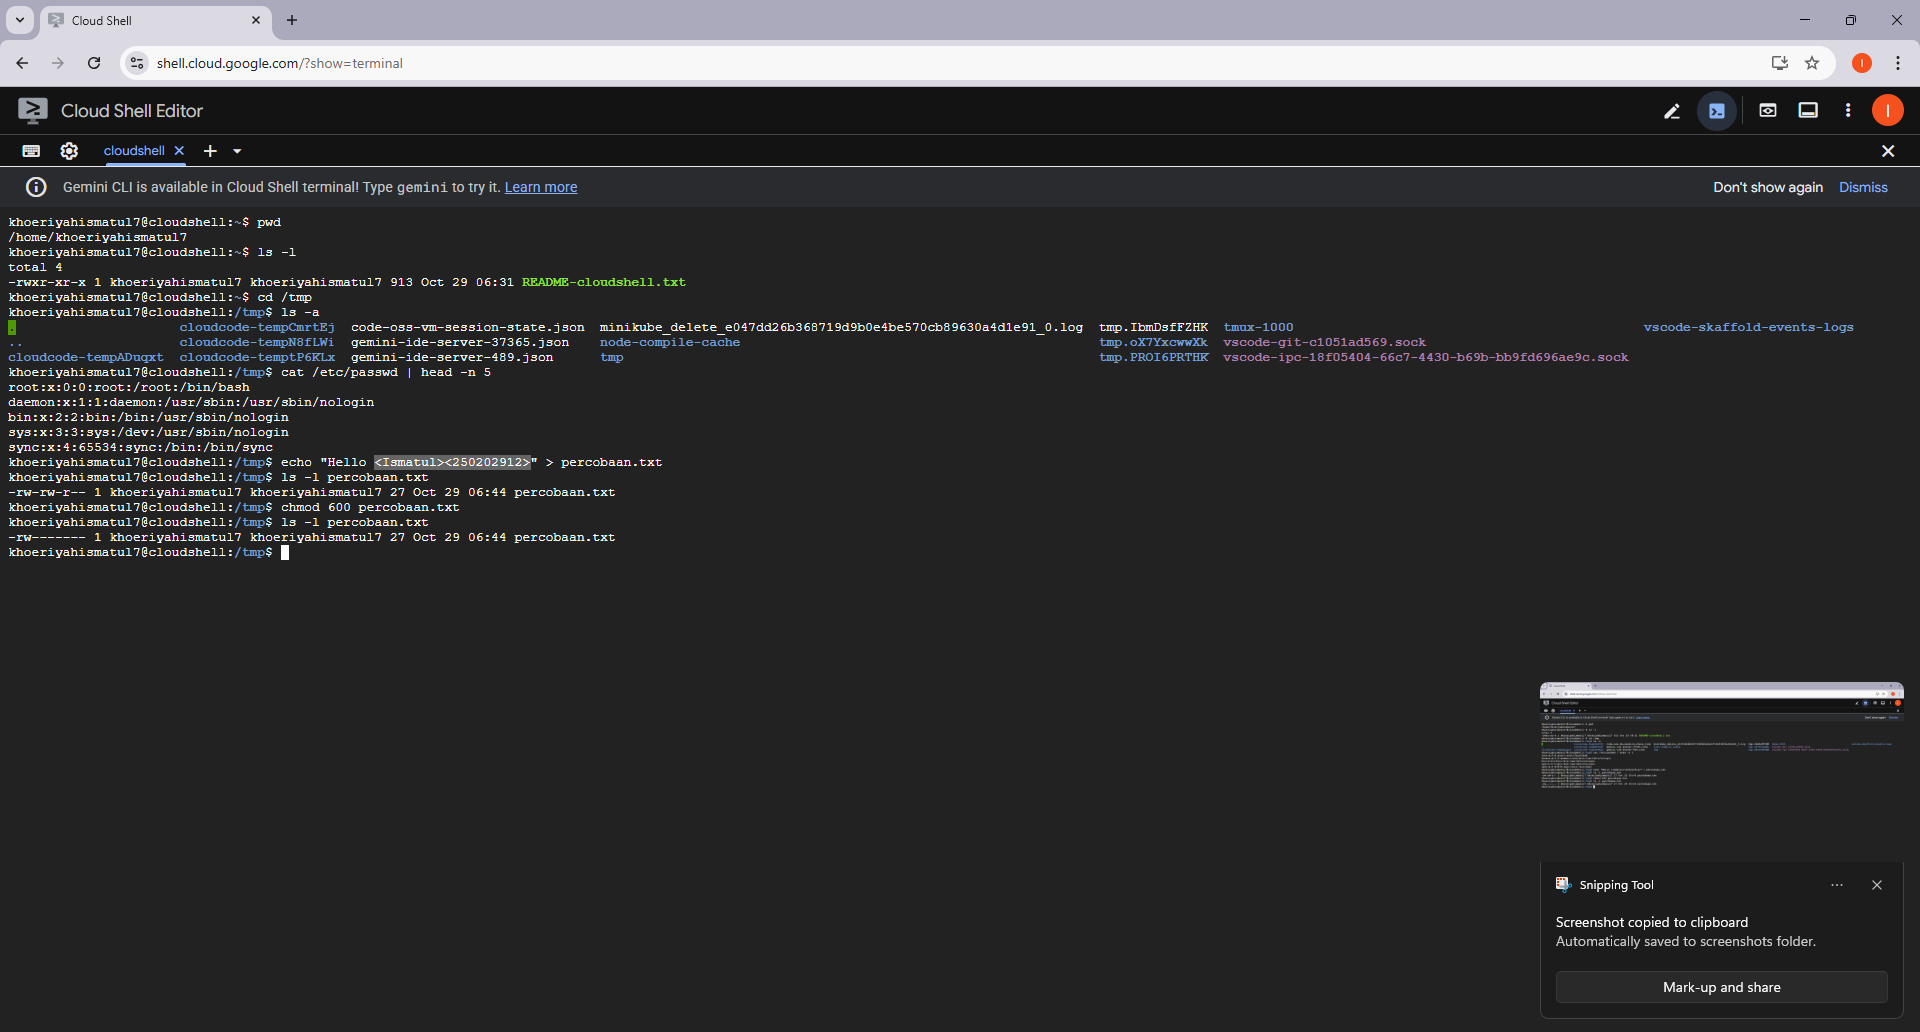 Cloud Shell
shell.cloud.google.com/?show=terminal
I
Cloud Shell Editor
I
cloudshell
Gemini CLI is available in Cloud Shell terminal! Type gemini to try it. Learn more
Don't show again Dismiss
khoeriyahismatul7@cloudshell:~$ pwd
/home/khoeriyahismatul7
khoeriyahismatul7@cloudshell:~$ ls -l
total 4
-rwxr-xr-x 1 khoeriyahismatul7 khoeriyahismatul7 913 Oct 29 06:31 README-cloudshell.txt
khoeriyahismatul7@cloudshell:~$ cd /tmp
khoeriyahismatul7@cloudshell:/tmp$ ls -a
. cloudcode-tempCmrtEj code-oss-vm-session-state.json minikube_delete_e047dd26b368719d9b0e4be570cb89630a4d1e91_0.log tmp.IbmDsfFZHK tmux-1000 vscode-skaffold-events-logs
.. cloudcode-tempN8fLWi gemini-ide-server-37365.json node-compile-cache tmp.oX7YxcwwXk vscode-git-c1051ad569.sock
cloudcode-tempADuqxt cloudcode-temptP6KLx gemini-ide-server-489.json tmp tmp.PROI6PRTHK vscode-ipc-18f05404-66c7-4430-b69b-bb9fd696ae9c.sock
khoeriyahismatul7@cloudshell:/tmp$ cat /etc/passwd | head -n 5
root:x:0:0:root:/root:/bin/bash
daemon:x:1:1:daemon:/usr/sbin:/usr/sbin/nologin
bin:x:2:2:bin:/bin:/usr/sbin/nologin
sys:x:3:3:sys:/dev:/usr/sbin/nologin
sync:x:4:65534:sync:/bin:/bin/sync
khoeriyahismatul7@cloudshell:/tmp$ echo "Hello <Ismatul><250202912>" > percobaan.txt
khoeriyahismatul7@cloudshell:/tmp$ ls -l percobaan.txt
-rw-rw-r-- 1 khoeriyahismatul7 khoeriyahismatul7 27 Oct 29 06:44 percobaan.txt
khoeriyahismatul7@cloudshell:/tmp$ chmod 600 percobaan.txt
khoeriyahismatul7@cloudshell:/tmp$ ls -l percobaan.txt
-rw------- 1 khoeriyahismatul7 khoeriyahismatul7 27 Oct 29 06:44 percobaan.txt
khoeriyahismatul7@cloudshell:/tmp$
Snipping Tool
Screenshot copied to clipboard
Automatically saved to screenshots folder.
Mark-up and share